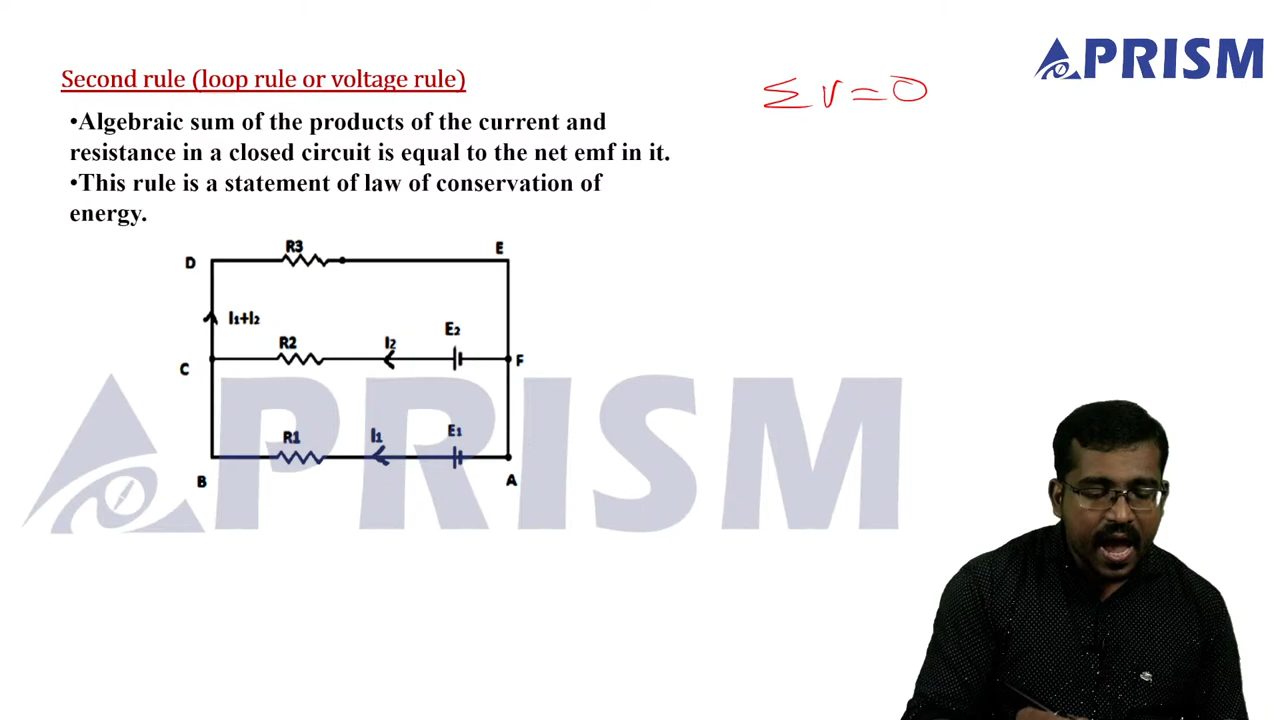 PRISM
Second rule (loop rule or voltage rule)
Σ V = 0
•Algebraic sum of the products of the current and
resistance in a closed circuit is equal to the net emf in it.
•This rule is a statement of law of conservation of
energy.
D R3 E
I1+I2
C R2 I2 E2 F
B R1 I1 E1 A
PRISM